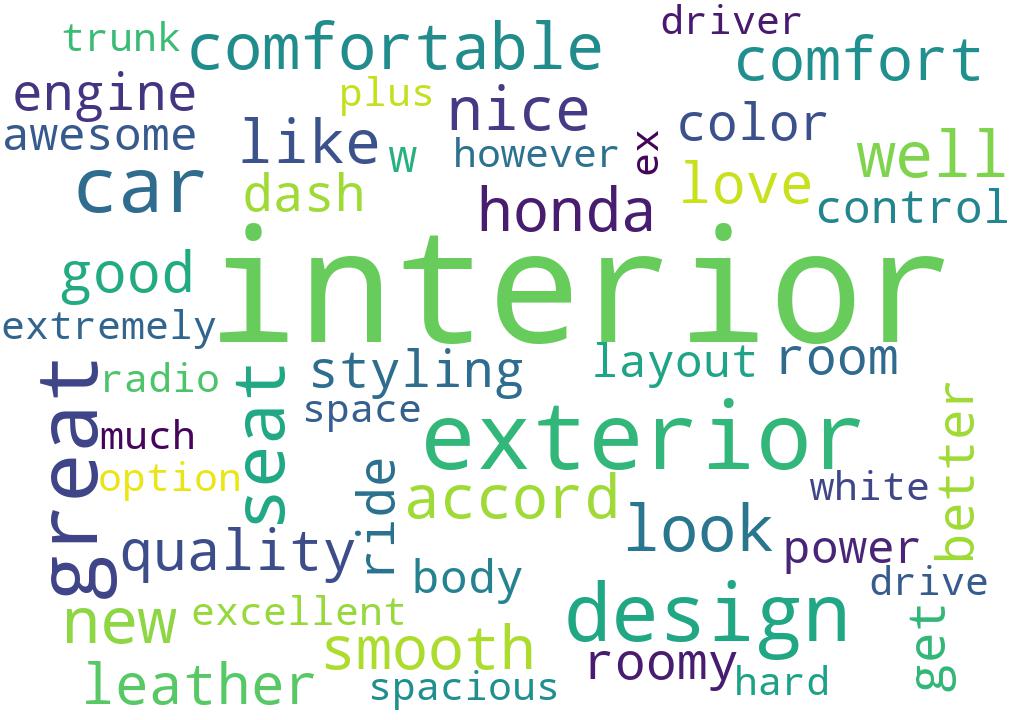 driver
trunk
comfortable
comfort
engine
plus
nice
color
awesome
like
w
however
ex
well
car
dash
love
honda
control
interior
good
extremely
great
radio
seat
styling
layout
room
space
much
exterior
better
option
ride
accord
white
quality
look
power
body
drive
new
excellent
design
get
smooth
roomy
leather
spacious
hard